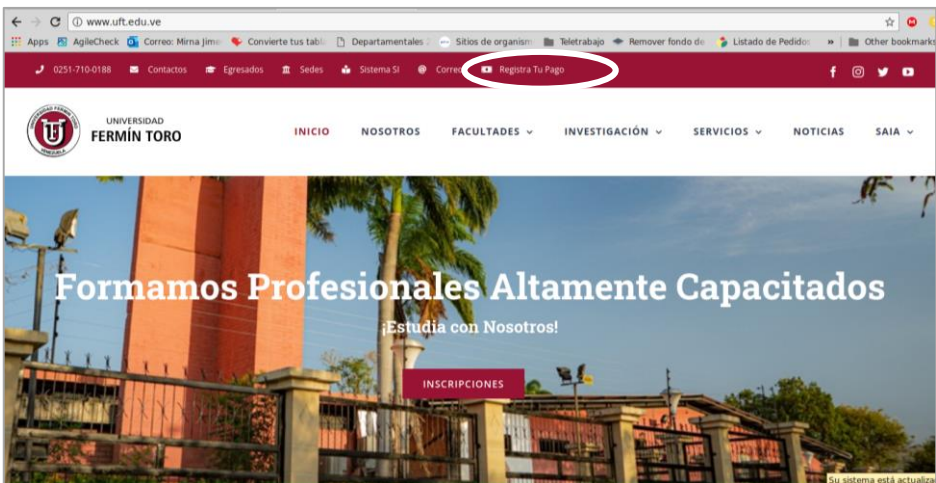 www.uft.edu.ve
Apps AgileCheck Correo: Mirna Jime Convierte tus tabl Departamentales Sitios de organism Teletrabajo Remover fondo de Listado de Pedido » Other bookmarks
0251-710-0188 Contactos Egresados Sedes Sistema SI Correo Registra Tu Pago
UNIVERSIDAD
FERMÍN TORO
INICIO NOSOTROS FACULTADES INVESTIGACIÓN SERVICIOS NOTICIAS SAIA
Formamos Profesionales Altamente Capacitados
¡Estudia con Nosotros!
INSCRIPCIONES
Su sistema está actualiza